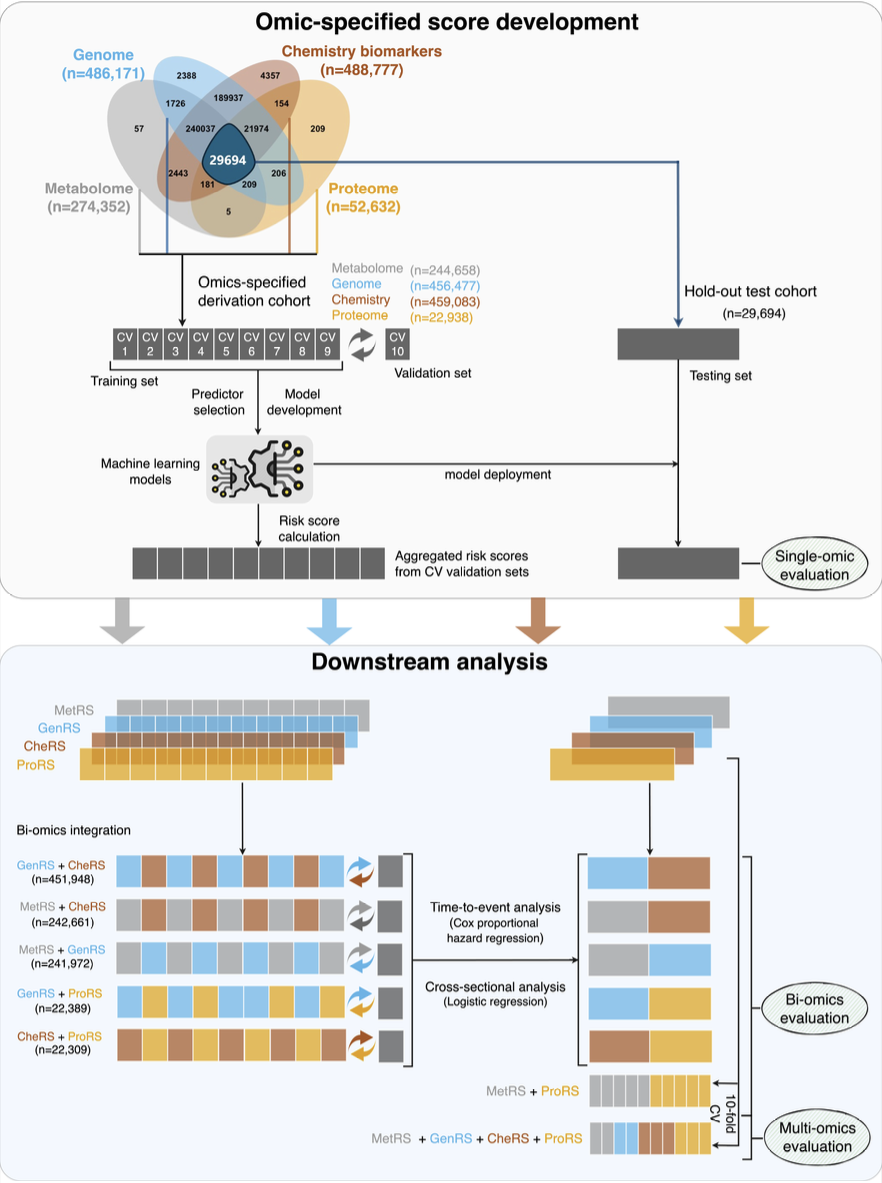 Omic-specified score development
Genome
(n=486,171)
Chemistry biomarkers
(n=488,777)
2388
4357
1726
189937
154
57
240037
21974
209
29694
2443
206
181
209
5
Metabolome
(n=274,352)
Proteome
(n=52,632)
Omics-specified
derivation cohort
Metabolome (n=244,658)
Genome (n=456,477)
Chemistry (n=459,083)
Proteome (n=22,938)
Hold-out test cohort
(n=29,694)
CV 1
CV 2
CV 3
CV 4
CV 5
CV 6
CV 7
CV 8
CV 9
CV 10
Training set
Validation set
Testing set
Predictor
selection
Model
development
Machine learning
models
model deployment
Risk score
calculation
Aggregated risk scores
from CV validation sets
Single-omic
evaluation
Downstream analysis
MetRS
GenRS
CheRS
ProRS
Bi-omics integration
GenRS + CheRS
(n=451,948)
MetRS + CheRS
(n=242,661)
MetRS + GenRS
(n=241,972)
GenRS + ProRS
(n=22,389)
CheRS + ProRS
(n=22,309)
Time-to-event analysis
(Cox proportional
hazard regression)
Cross-sectional analysis
(Logistic regression)
Bi-omics
evaluation
MetRS + ProRS
10-fold
CV
MetRS + GenRS + CheRS + ProRS
Multi-omics
evaluation